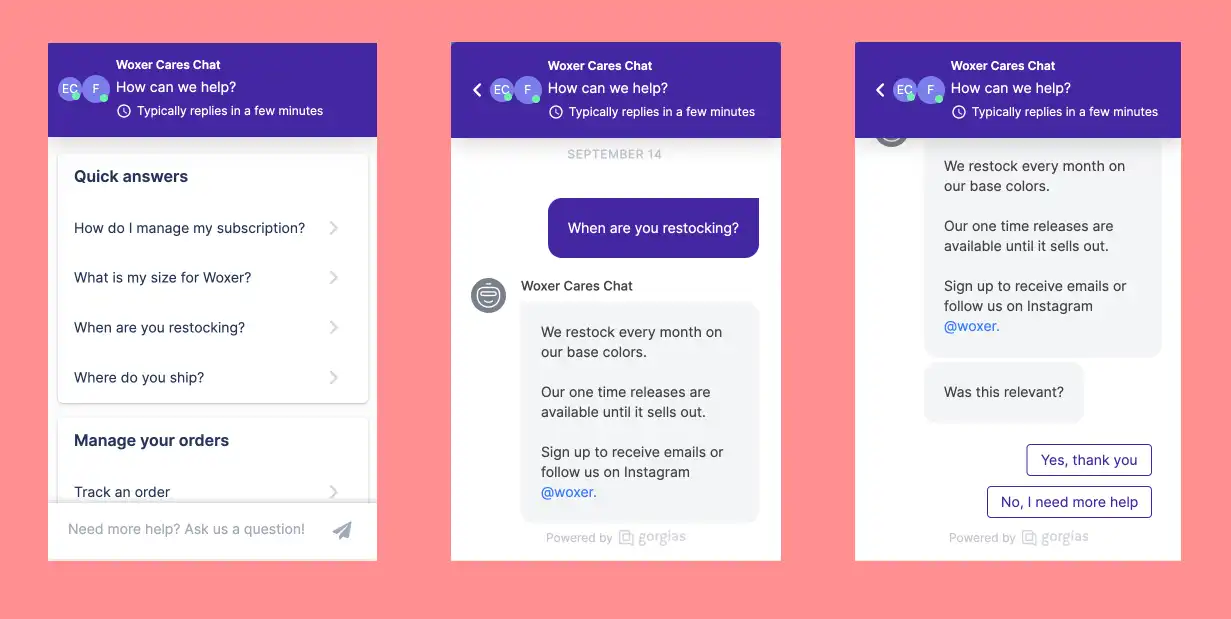 Woxer Cares Chat
EC F How can we help?
Typically replies in a few minutes
Quick answers
How do I manage my subscription?
What is my size for Woxer?
When are you restocking?
Where do you ship?
Manage your orders
Track an order
Need more help? Ask us a question!
Woxer Cares Chat
EC F How can we help?
Typically replies in a few minutes
SEPTEMBER 14
When are you restocking?
Woxer Cares Chat
We restock every month on
our base colors.
Our one time releases are
available until it sells out.
Sign up to receive emails or
follow us on Instagram
@woxer.
Powered by gorgias
Woxer Cares Chat
EC F How can we help?
Typically replies in a few minutes
We restock every month on
our base colors.
Our one time releases are
available until it sells out.
Sign up to receive emails or
follow us on Instagram
@woxer.
Was this relevant?
Yes, thank you
No, I need more help
Powered by gorgias